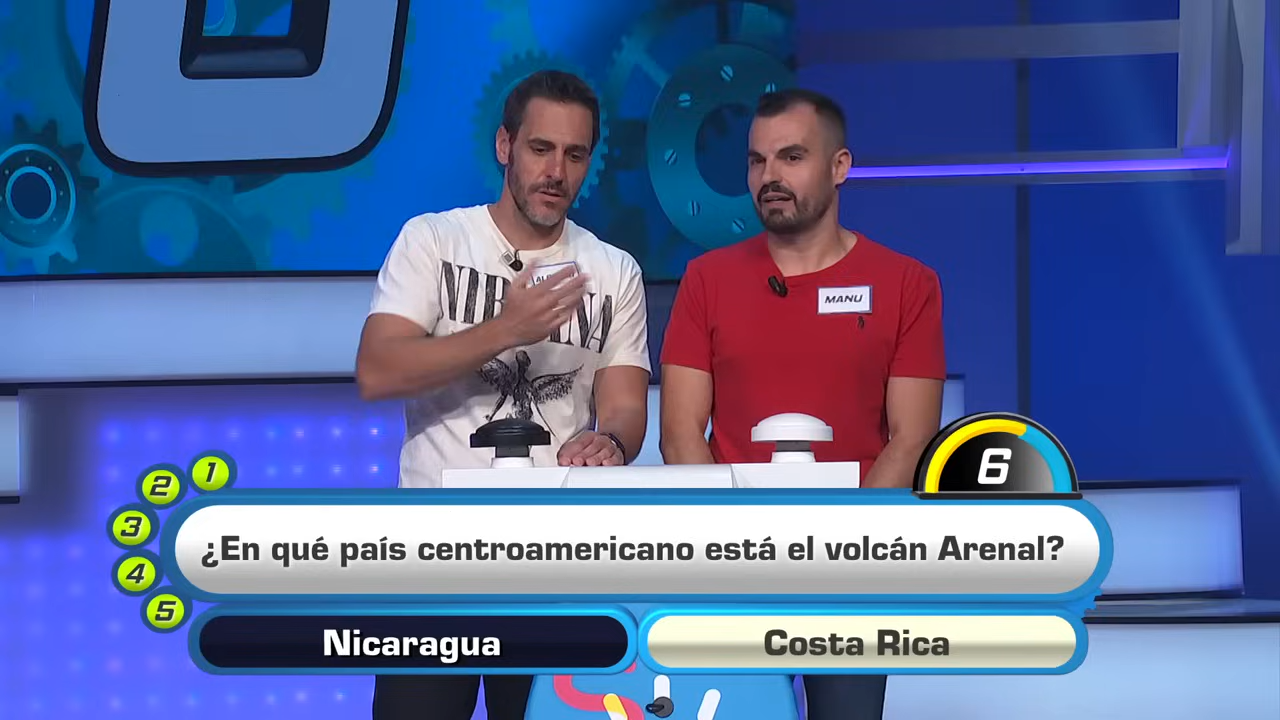 NIRVANA
MANU
6
1
2
3
4
5
¿En qué país centroamericano está el volcán Arenal?
Nicaragua
Costa Rica